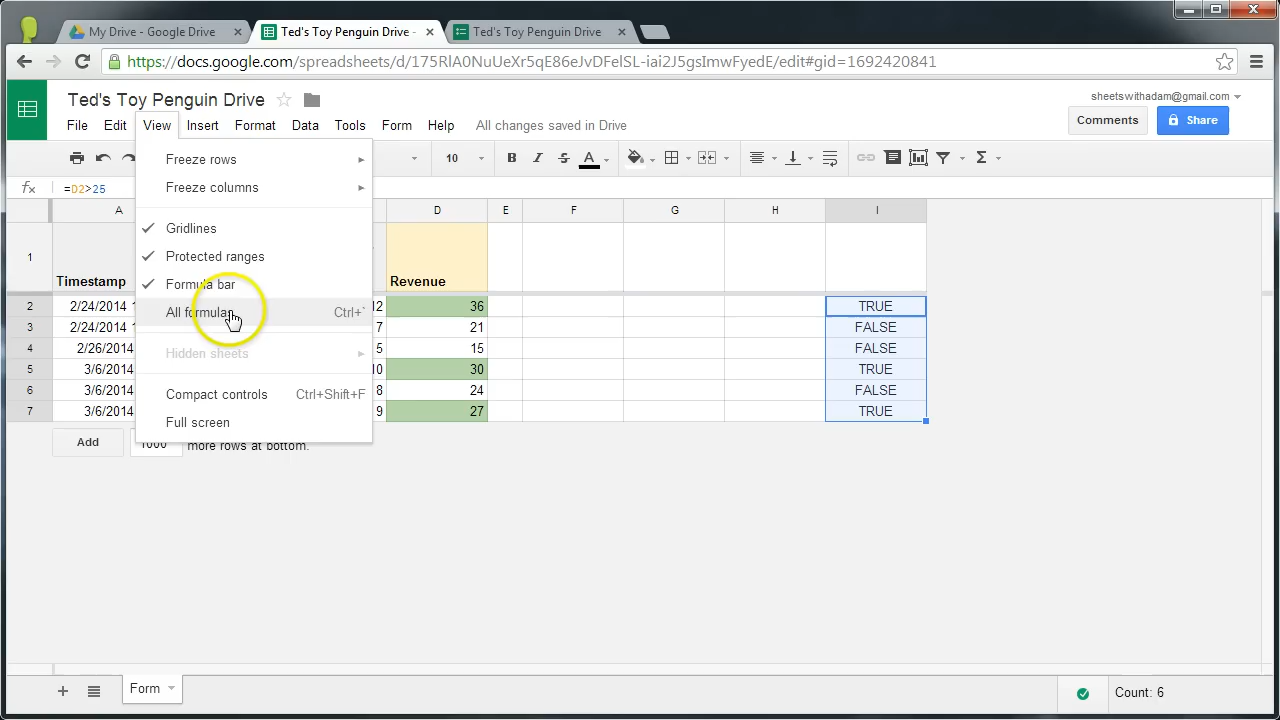 My Drive - Google Drive
Ted's Toy Penguin Drive -
Ted's Toy Penguin Drive
https://docs.google.com/spreadsheets/d/175RlA0NuUeXr5qE86eJvDFelSL-iai2J5gsImwFyedE/edit#gid=1692420841
Ted's Toy Penguin Drive
sheetswithadam@gmail.com
File Edit View Insert Format Data Tools Form Help All changes saved in Drive
Comments Share
10 B I S A Σ
fx =D2>25
A D E F G H I
1 Timestamp Revenue
2 2/24/2014 1 12 36 TRUE
3 2/24/2014 1 7 21 FALSE
4 2/26/2014 5 15 FALSE
5 3/6/2014 10 30 TRUE
6 3/6/2014 8 24 FALSE
7 3/6/2014 9 27 TRUE
Freeze rows
Freeze columns
Gridlines
Protected ranges
Formula bar
All formulas Ctrl+`
Hidden sheets
Compact controls Ctrl+Shift+F
Full screen
Add 1000 more rows at bottom.
Form
Count: 6